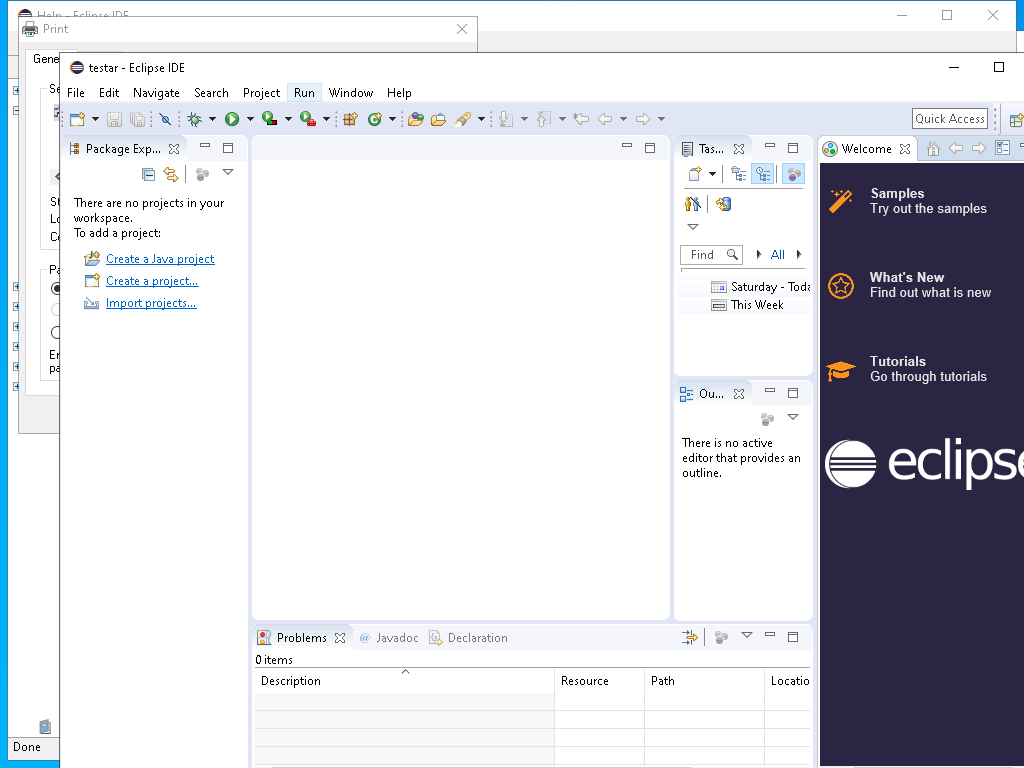 Help - Eclipse IDE
Print
testar - Eclipse IDE
File Edit Navigate Search Project Run Window Help
Quick Access
Package Exp...
There are no projects in your
workspace.
To add a project:
Create a Java project
Create a project...
Import projects...
Tas...
Find
All
Saturday - Toda
This Week
Ou...
There is no active
editor that provides an
outline.
Welcome
Samples
Try out the samples
What's New
Find out what is new
Tutorials
Go through tutorials
eclipse
Problems
@ Javadoc
Declaration
0 items
Description Resource Path Locatio
Gene
Se
St
Lo
Co
Pa
En
pa
Done